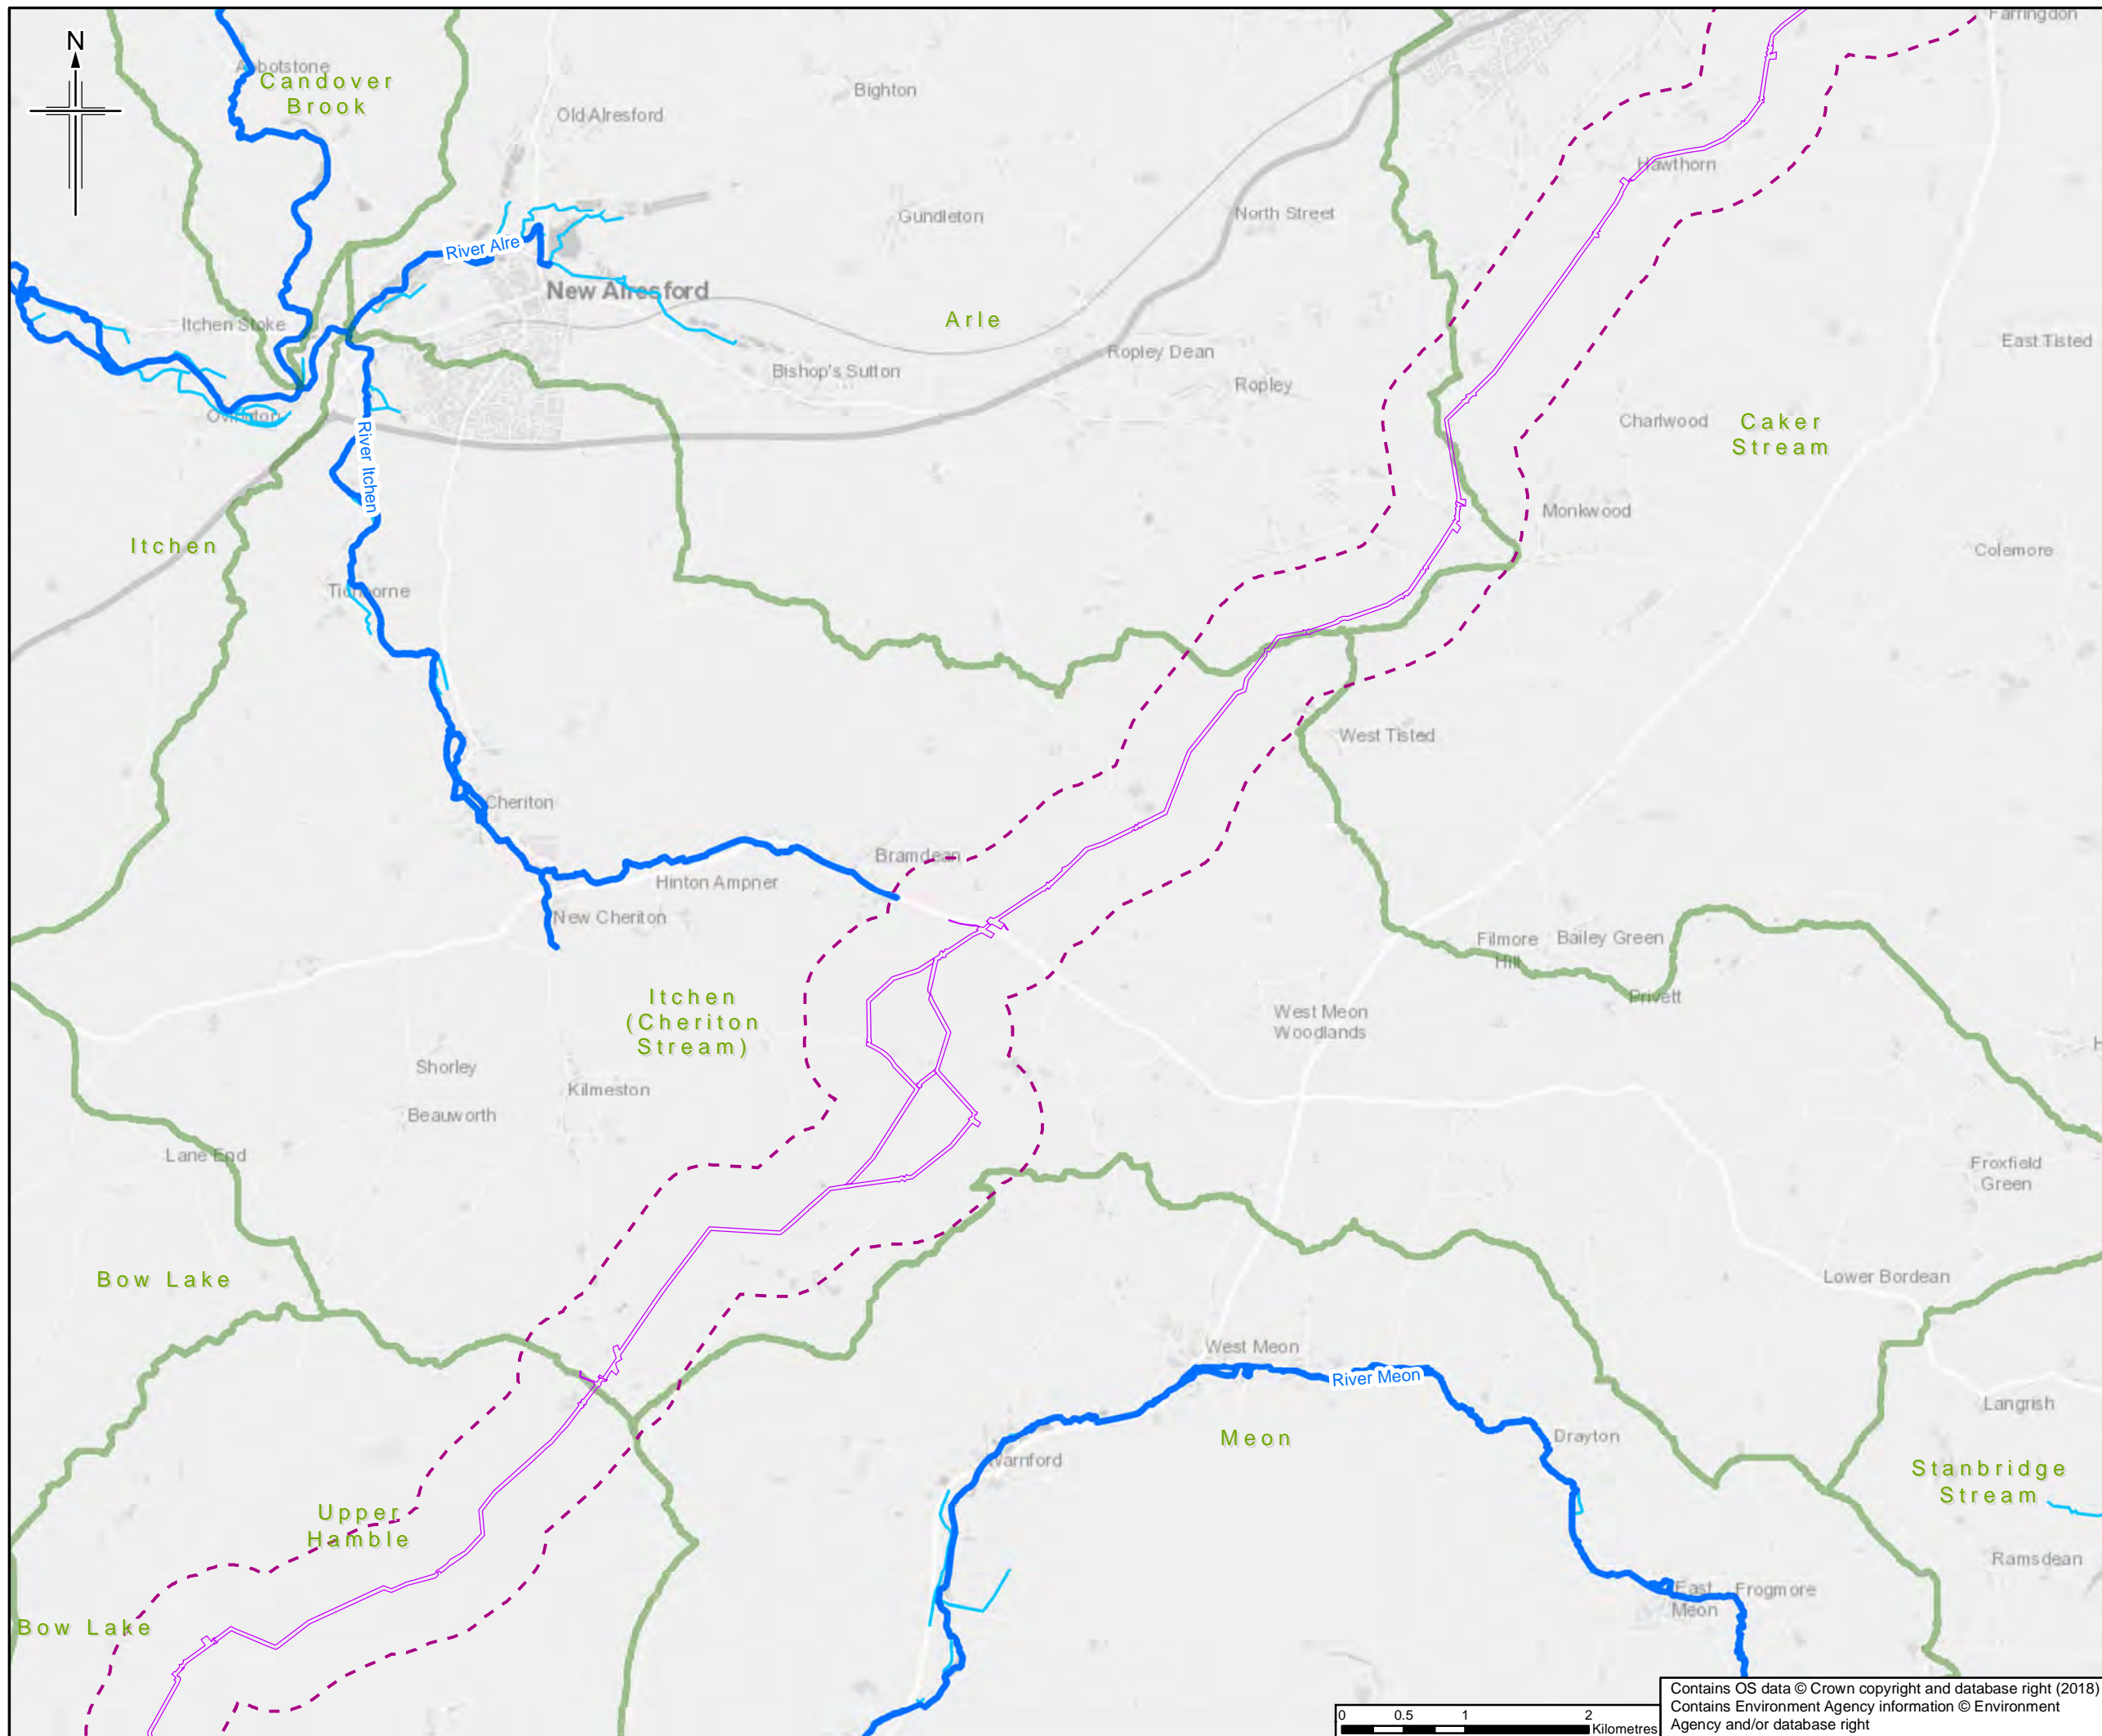 Farringdon
N
Abbotstone
Candover
Brook
Bighton
Old Alresford
Hawthorn
Gundleton
North Street
River Alre
New Alresford
Arle
Itchen Stoke
East Tisted
Ropley Dean
Bishop's Sutton
Ropley
Ovington
Charlwood
Caker
Stream
River Itchen
Monkwood
Itchen
Colemore
Tichborne
West Tisted
Cheriton
Bramdean
Hinton Ampner
New Cheriton
Filmore
Hill
Bailey Green
Privett
Itchen
(Cheriton
Stream)
West Meon
Woodlands
H
Shorley
Kilmeston
Beauworth
Lane End
Froxfield
Green
Bow Lake
Lower Bordean
West Meon
River Meon
Langrish
Meon
Drayton
Warnford
Stanbridge
Stream
Upper
Hamble
Ramsdean
East
Meon
Frogmore
Bow Lake
0 0.5 1 2
Kilometres
Contains OS data © Crown copyright and database right (2018)
Contains Environment Agency information © Environment
Agency and/or database right